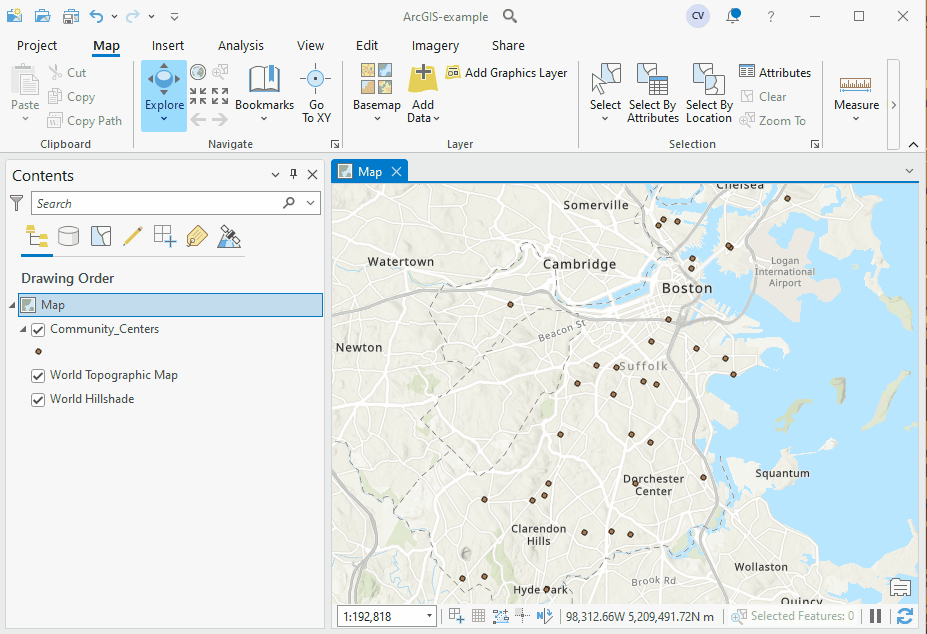 ArcGIS-example
CV
?
Project Map Insert Analysis View Edit Imagery Share
Paste
Cut
Copy
Copy Path
Clipboard
Explore
Bookmarks
Go
To XY
Navigate
Basemap
Add
Data
Add Graphics Layer
Layer
Select
Select By
Attributes
Select By
Location
Attributes
Clear
Zoom To
Selection
Measure
Contents
Search
Drawing Order
Map
Community_Centers
World Topographic Map
World Hillshade
Map
Chelsea
Somerville
Watertown
Cambridge
Logan
International
Airport
Boston
Beacon St
Newton
Suffolk
Squantum
Dorchester
Center
Clarendon
Hills
Wollaston
Brook Rd
Hyde Park
Quincy
1:192,818
98,312.66W 5,209,491.72N m
Selected Features: 0